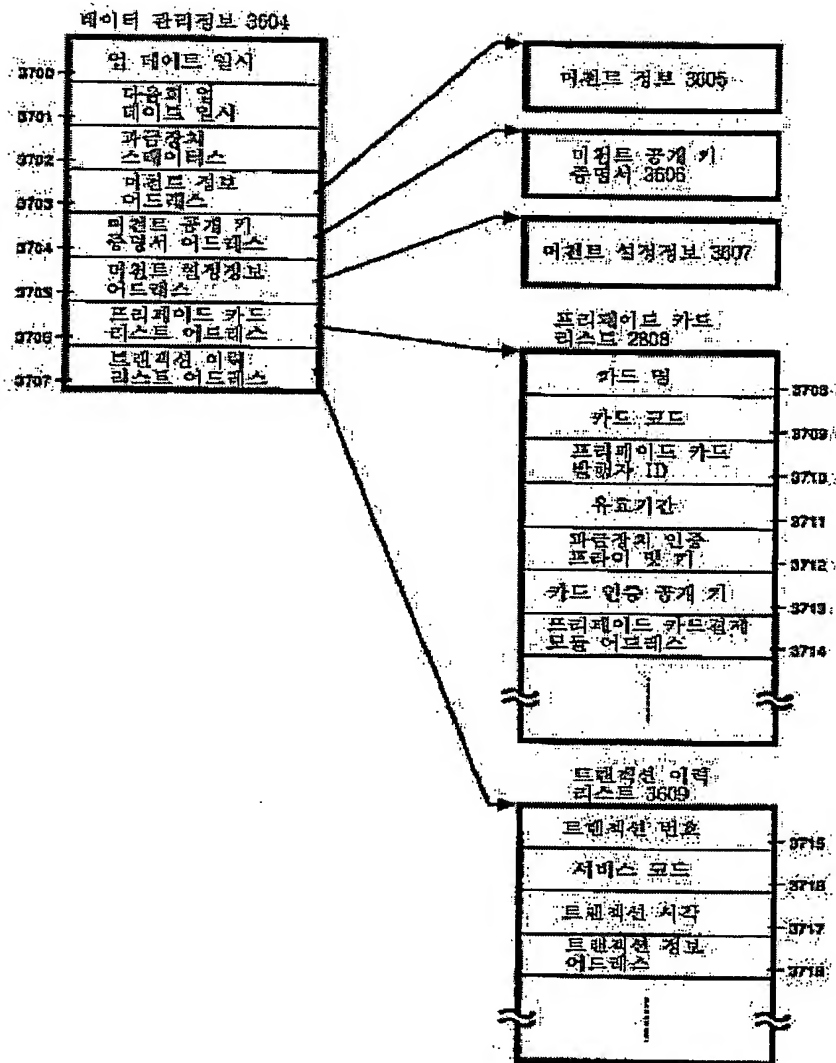 데이터 관리정보 3604
3700
업 데이트 일시
3701
다음회 업
데이트 일시
3702
과금장치
스테이터스
3703
머천트 정보
어드레스
3704
머천트 공개 키
증명서 어드레스
3705
머천트 설정정보
어드레스
3706
프리페이드 카드
리스트 어드레스
3707
트랜잭션 이력
리스트 어드레스
머천트 정보 3605
머천트 공개 키
증명서 3606
머천트 설정정보 3607
프리페이드 카드
리스트 2808
카드 명
3708
카드 코드
3709
프리페이드 카드
발행자 ID
3710
유효기간
3711
과금장치 인증
프라이 빗 키
3712
카드 인증 공개 키
3713
프리페이드 카드결제
모듈 어드레스
3714
트랜잭션 이력
리스트 3609
트랜잭션 번호
3715
서비스 코드
3716
트랜잭션 시각
3717
트랜잭션 정보
어드레스
3718